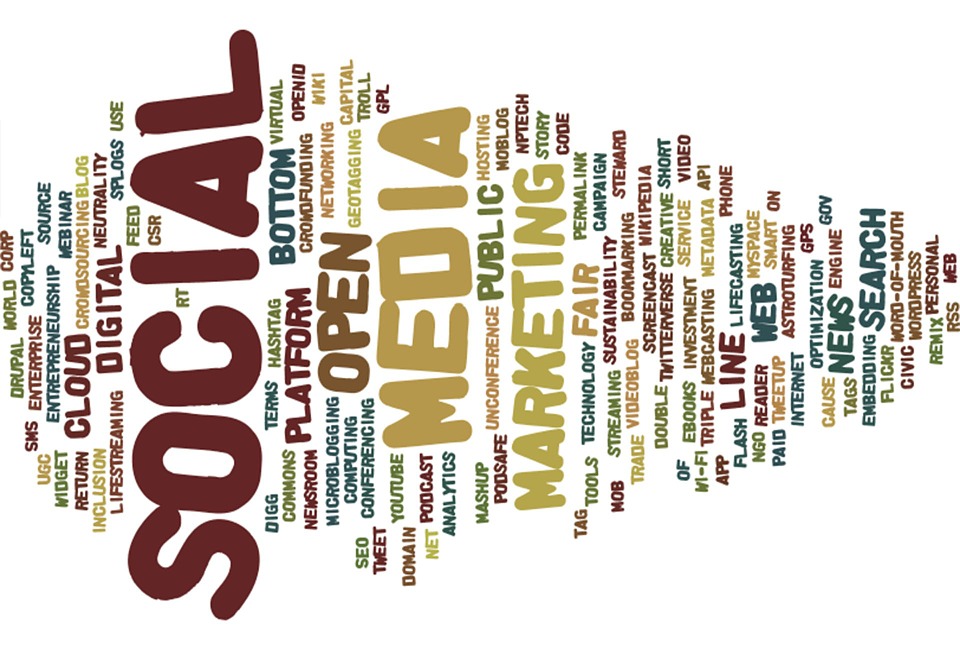 WORLD
CORP
DRUPAL
COPYLEFT
SMS
ENTERPRISE
SOURCE
UGC
ENTREPRENEURSHIP
WEBINAR
WIDGET
CLOUD
RETURN
CROWDSOURCING
BLOG
INCLUSION
DIGITAL
NEUTRALITY
LIFESTREAMING
SPLOGS
USE
FEED
CSR
SOCIAL
RT
DIGG
TERMS
HASHTAG
BOTTOM
VIRTUAL
COMMONS
PLATFORM
CROWDFUNDING
OPENID
NEWSROOM
WIKI
MICROBLOGGING
OPEN
NETWORKING
CAPITAL
COMPUTING
GEOTAGGING
TROLL
CONFERENCING
GPL
SEO
TWEET
MEDIA
YOUTUBE
DOMAIN
PODCAST
NET
ANALYTICS
MASHUP
UNCONFERENCE
PUBLIC
HOSTING
PODSAFE
MOBLOG
MARKETING
NPTECH
STORY
CODE
TAG
TOOLS
TECHNOLOGY
FAIR
PERMALINK
CAMPAIGN
MOB
STREAMING
SUSTAINABILITY
STEWARD
TRADE
VIDEOBLOG
BOOKMARKING
SCREENCAST
WIKIPEDIA
DOUBLE
TWITTERVERSE
CREATIVE
SHORT
OF
EBOOKS
INVESTMENT
SERVICE
VIDEO
WI-FI
TRIPLE
WEBCASTING
METADATA
API
APP
LINE
PHONE
FLASH
LIFECASTING
NGO
READER
WEB
MYSPACE
PAID
TWEETUP
SMART
ON
INTERNET
ASTROTURFING
GPS
OPTIMIZATION
GOV
CAUSE
NEWS
ENGINE
TAGS
EMBEDDING
SEARCH
FLICKR
WORD-OF-MOUTH
CIVIC
WORDPRESS
REMIX
PERSONAL
RSS
WEB